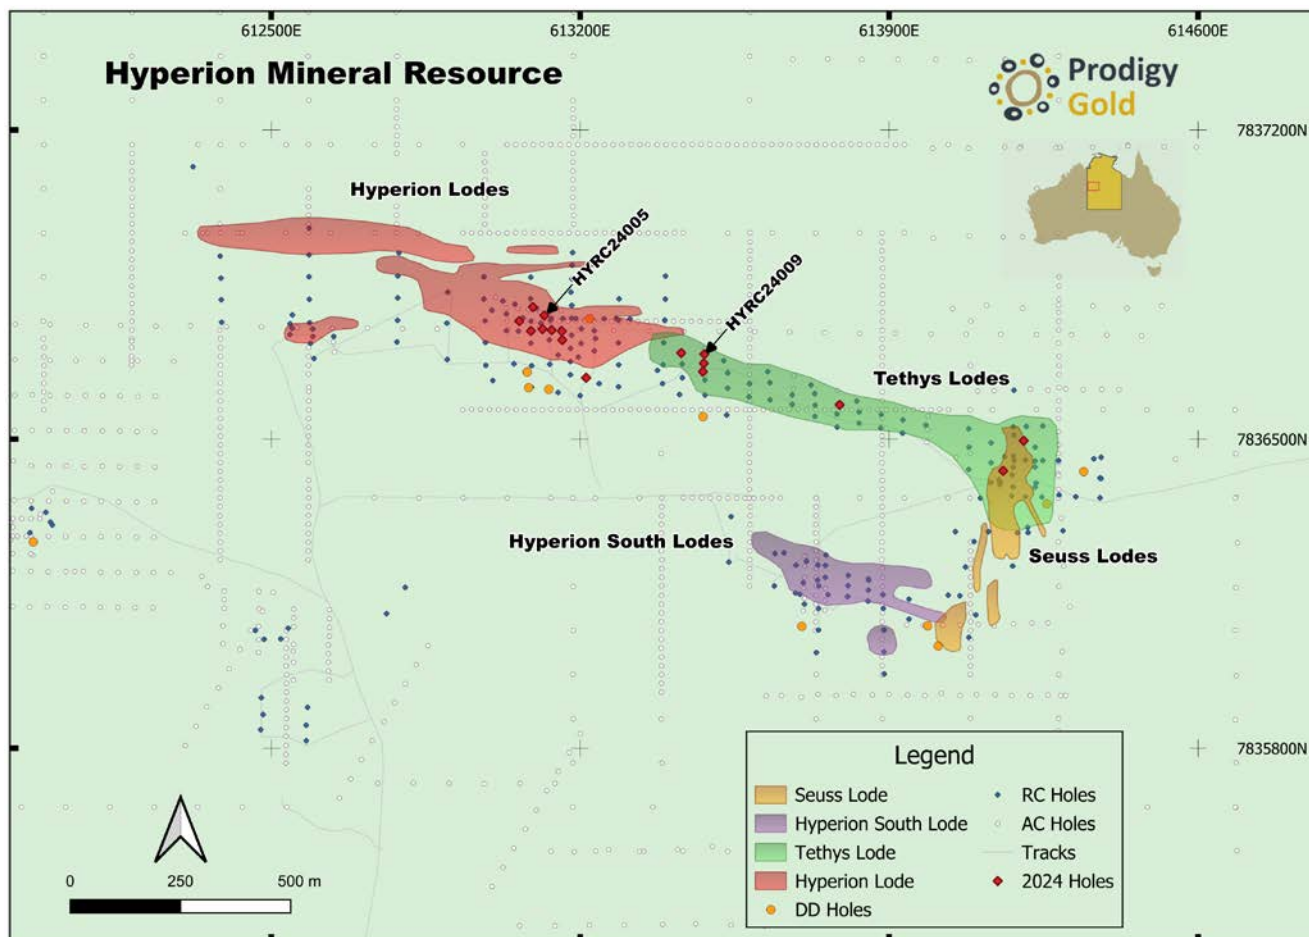 612500E
613200E
613900E
614600E
Hyperion Mineral Resource
Prodigy
Gold
7837200N
Hyperion Lodes
HYRC24005
HYRC24009
Tethys Lodes
7836500N
Hyperion South Lodes
Seuss Lodes
7835800N
Legend
Seuss Lode
RC Holes
Hyperion South Lode
AC Holes
Tethys Lode
Tracks
Hyperion Lode
2024 Holes
DD Holes
0
250
500 m